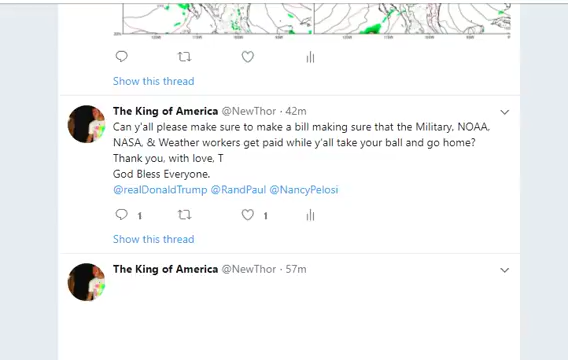 Show this thread
The King of America @NewThor · 42m
Can y'all please make sure to make a bill making sure that the Military, NOAA,
NASA, & Weather workers get paid while y'all take your ball and go home?
Thank you, with love, T
God Bless Everyone.
@realDonaldTrump @RandPaul @NancyPelosi
1 1
Show this thread
The King of America @NewThor · 57m